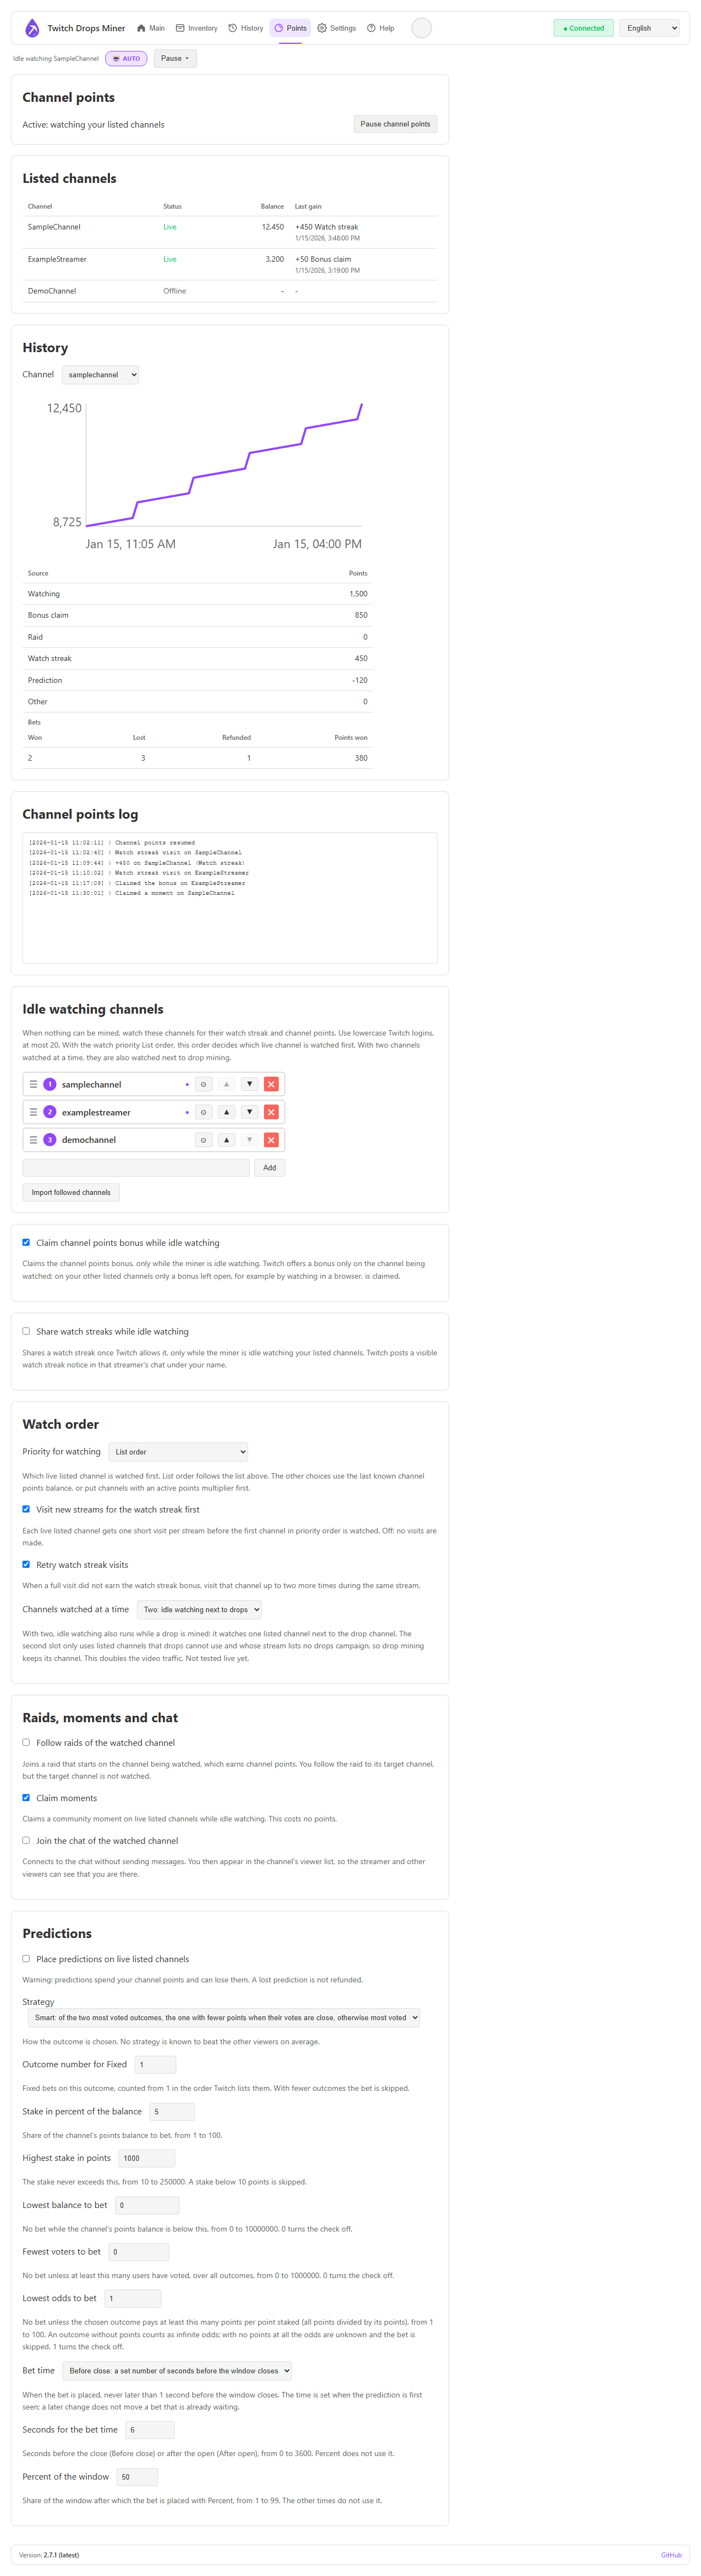 Twitch Drops Miner Main Inventory History Points Settings Help Connected English
Idle watching SampleChannel AUTO Pause
Channel points
Active: watching your listed channels Pause channel points
Listed channels
Channel Status Balance Last gain
SampleChannel Live 12,450 +450 Watch streak
1/15/2026, 3:48:00 PM
ExampleStreamer Live 3,200 +50 Bonus claim
1/15/2026, 3:19:00 PM
DemoChannel Offline - -
History
Channel samplechannel
12,450
8,725
Jan 15, 11:05 AM Jan 15, 04:00 PM
Source Points
Watching 1,500
Bonus claim 850
Raid 0
Watch streak 450
Prediction -120
Other 0
Bets
Won Lost Refunded Points won
2 3 1 380
Channel points log
[2026-01-15 11:02:11] | Channel points resumed
[2026-01-15 11:02:40] | Watch streak visit on SampleChannel
[2026-01-15 11:09:44] | +450 on SampleChannel (Watch streak)
[2026-01-15 11:10:02] | Watch streak visit on ExampleStreamer
[2026-01-15 11:17:09] | Claimed the bonus on ExampleStreamer
[2026-01-15 11:30:01] | Claimed a moment on SampleChannel
Idle watching channels
When nothing can be mined, watch these channels for their watch streak and channel points. Use lowercase Twitch logins,
at most 20. With the watch priority List order, this order decides which live channel is watched first. With two channels
watched at a time, they are also watched next to drop mining.
1 samplechannel
2 examplestreamer
3 demochannel
Add
Import followed channels
Claim channel points bonus while idle watching
Claims the channel points bonus, only while the miner is idle watching. Twitch offers a bonus only on the channel being
watched; on your other listed channels only a bonus left open, for example by watching in a browser, is claimed.
Share watch streaks while idle watching
Shares a watch streak once Twitch allows it, only while the miner is idle watching your listed channels. Twitch posts a visible
watch streak notice in that streamer's chat under your name.
Watch order
Priority for watching List order
Which live listed channel is watched first. List order follows the list above. The other choices use the last known channel
points balance, or put channels with an active points multiplier first.
Visit new streams for the watch streak first
Each live listed channel gets one short visit per stream before the first channel in priority order is watched. Off: no visits are
made.
Retry watch streak visits
When a full visit did not earn the watch streak bonus, visit that channel up to two more times during the same stream.
Channels watched at a time Two: idle watching next to drops
With two, idle watching also runs while a drop is mined: it watches one listed channel next to the drop channel. The
second slot only uses listed channels that drops cannot use and whose stream lists no drops campaign, so drop mining
keeps its channel. This doubles the video traffic. Not tested live yet.
Raids, moments and chat
Follow raids of the watched channel
Joins a raid that starts on the channel being watched, which earns channel points. You follow the raid to its target channel,
but the target channel is not watched.
Claim moments
Claims a community moment on live listed channels while idle watching. This costs no points.
Join the chat of the watched channel
Connects to the chat without sending messages. You then appear in the channel's viewer list, so the streamer and other
viewers can see that you are there.
Predictions
Place predictions on live listed channels
Warning: predictions spend your channel points and can lose them. A lost prediction is not refunded.
Strategy
Smart: of the two most voted outcomes, the one with fewer points when their votes are close, otherwise most voted
How the outcome is chosen. No strategy is known to beat the other viewers on average.
Outcome number for Fixed 1
Fixed bets on this outcome, counted from 1 in the order Twitch lists them. With fewer outcomes the bet is skipped.
Stake in percent of the balance 5
Share of the channel's points balance to bet, from 1 to 100.
Highest stake in points 1000
The stake never exceeds this, from 10 to 250000. A stake below 10 points is skipped.
Lowest balance to bet 0
No bet while the channel's points balance is below this, from 0 to 10000000. 0 turns the check off.
Fewest voters to bet 0
No bet unless at least this many users have voted, over all outcomes, from 0 to 1000000. 0 turns the check off.
Lowest odds to bet 1
No bet unless the chosen outcome pays at least this many points per point staked (all points divided by its points), from 1
to 100. An outcome without points counts as infinite odds; with no points at all the odds are unknown and the bet is
skipped. 1 turns the check off.
Bet time Before close: a set number of seconds before the window closes
When the bet is placed, never later than 1 second before the window closes. The time is set when the prediction is first
seen; a later change does not move a bet that is already waiting.
Seconds for the bet time 6
Seconds before the close (Before close) or after the open (After open), from 0 to 3600. Percent does not use it.
Percent of the window 50
Share of the window after which the bet is placed with Percent, from 1 to 99. The other times do not use it.
Version: 2.7.1 (latest) GitHub